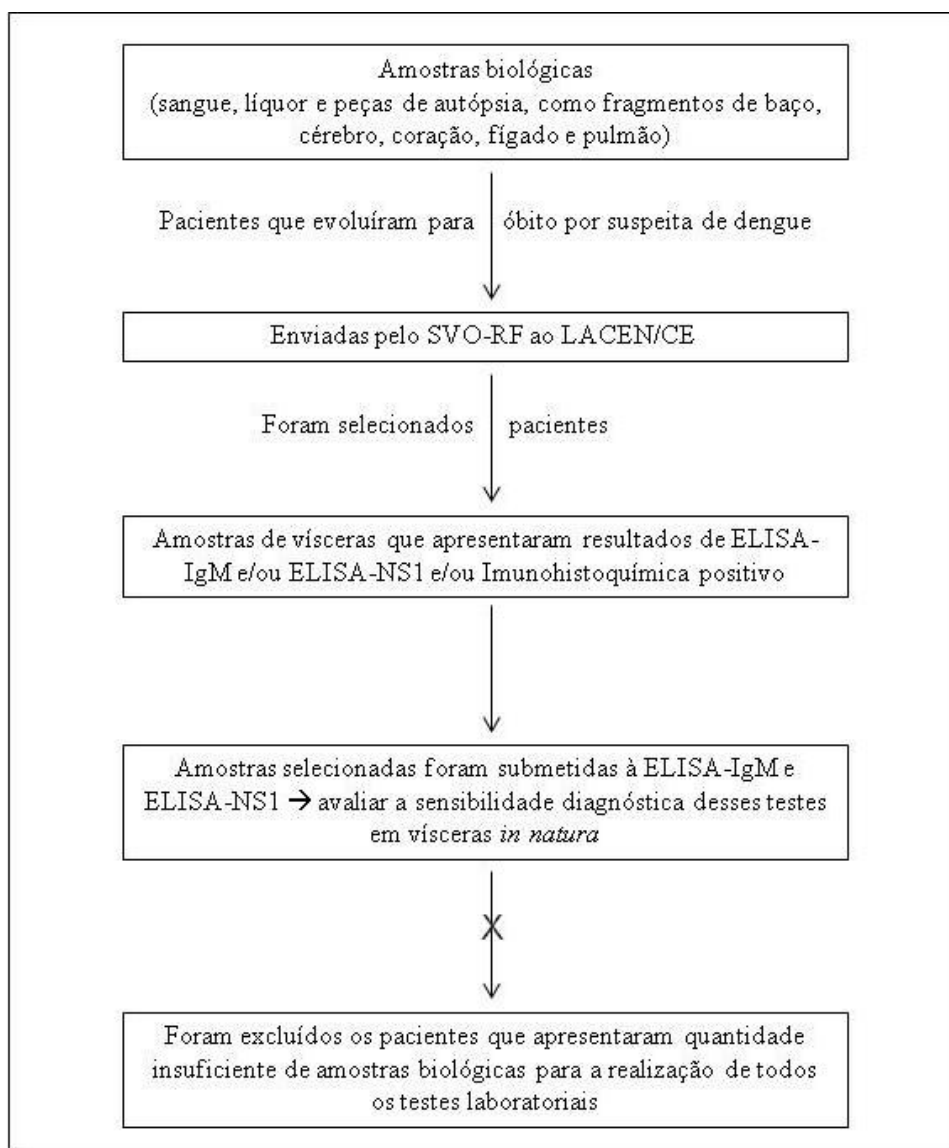 Amostras biológicas
(sangue, líquor e peças de autópsia, como fragmentos de baço,
cérebro, coração, fígado e pulmão)
Pacientes que evoluíram para óbito por suspeita de dengue
Enviadas pelo SVO-RF ao LACEN/CE
Foram selecionados pacientes
Amostras de vísceras que apresentaram resultados de ELISA-
IgM e/ou ELISA-NS1 e/ou Imunohistoquímica positivo
Amostras selecionadas foram submetidas à ELISA-IgM e
ELISA-NS1 → avaliar a sensibilidade diagnóstica desses testes
em vísceras in natura
X
Foram excluídos os pacientes que apresentaram quantidade
insuficiente de amostras biológicas para a realização de todos
os testes laboratoriais